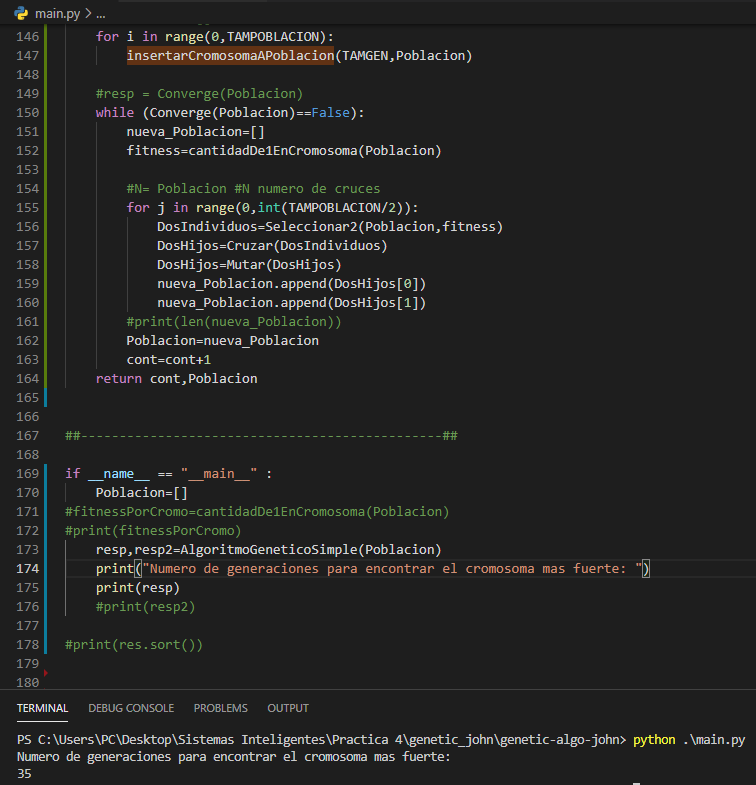 main.py > ...
146 for i in range(0,TAMPOBLACION):
147 insertarCromosomaAPoblacion(TAMGEN,Poblacion)
148
149 #resp = Converge(Poblacion)
150 while (Converge(Poblacion)==False):
151 nueva_Poblacion=[]
152 fitness=cantidadDe1EnCromosoma(Poblacion)
153
154 #N= Poblacion #N numero de cruces
155 for j in range(0,int(TAMPOBLACION/2)):
156 DosIndividuos=Seleccionar2(Poblacion,fitness)
157 DosHijos=Cruzar(DosIndividuos)
158 DosHijos=Mutar(DosHijos)
159 nueva_Poblacion.append(DosHijos[0])
160 nueva_Poblacion.append(DosHijos[1])
161 #print(len(nueva_Poblacion))
162 Poblacion=nueva_Poblacion
163 cont=cont+1
164 return cont,Poblacion
165
166
167 ##-----------------------------------------------##
168
169 if __name__ == "__main__" :
170 Poblacion=[]
171 #fitnessPorCromo=cantidadDe1EnCromosoma(Poblacion)
172 #print(fitnessPorCromo)
173 resp,resp2=AlgoritmoGeneticoSimple(Poblacion)
174 print("Numero de generaciones para encontrar el cromosoma mas fuerte: ")
175 print(resp)
176 #print(resp2)
177
178 #print(res.sort())
179
180
TERMINAL DEBUG CONSOLE PROBLEMS OUTPUT
PS C:\Users\PC\Desktop\Sistemas Inteligentes\Practica 4\genetic_john\genetic-algo-john> python .\main.py
Numero de generaciones para encontrar el cromosoma mas fuerte:
35